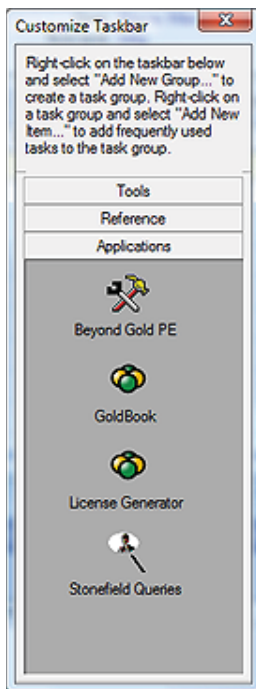 Customize Taskbar
Right-click on the taskbar below
and select "Add New Group..." to
create a task group. Right-click on
a task group and select "Add New
Item..." to add frequently used
tasks to the task group.
Tools
Reference
Applications
Beyond Gold PE
GoldBook
License Generator
Stonefield Queries